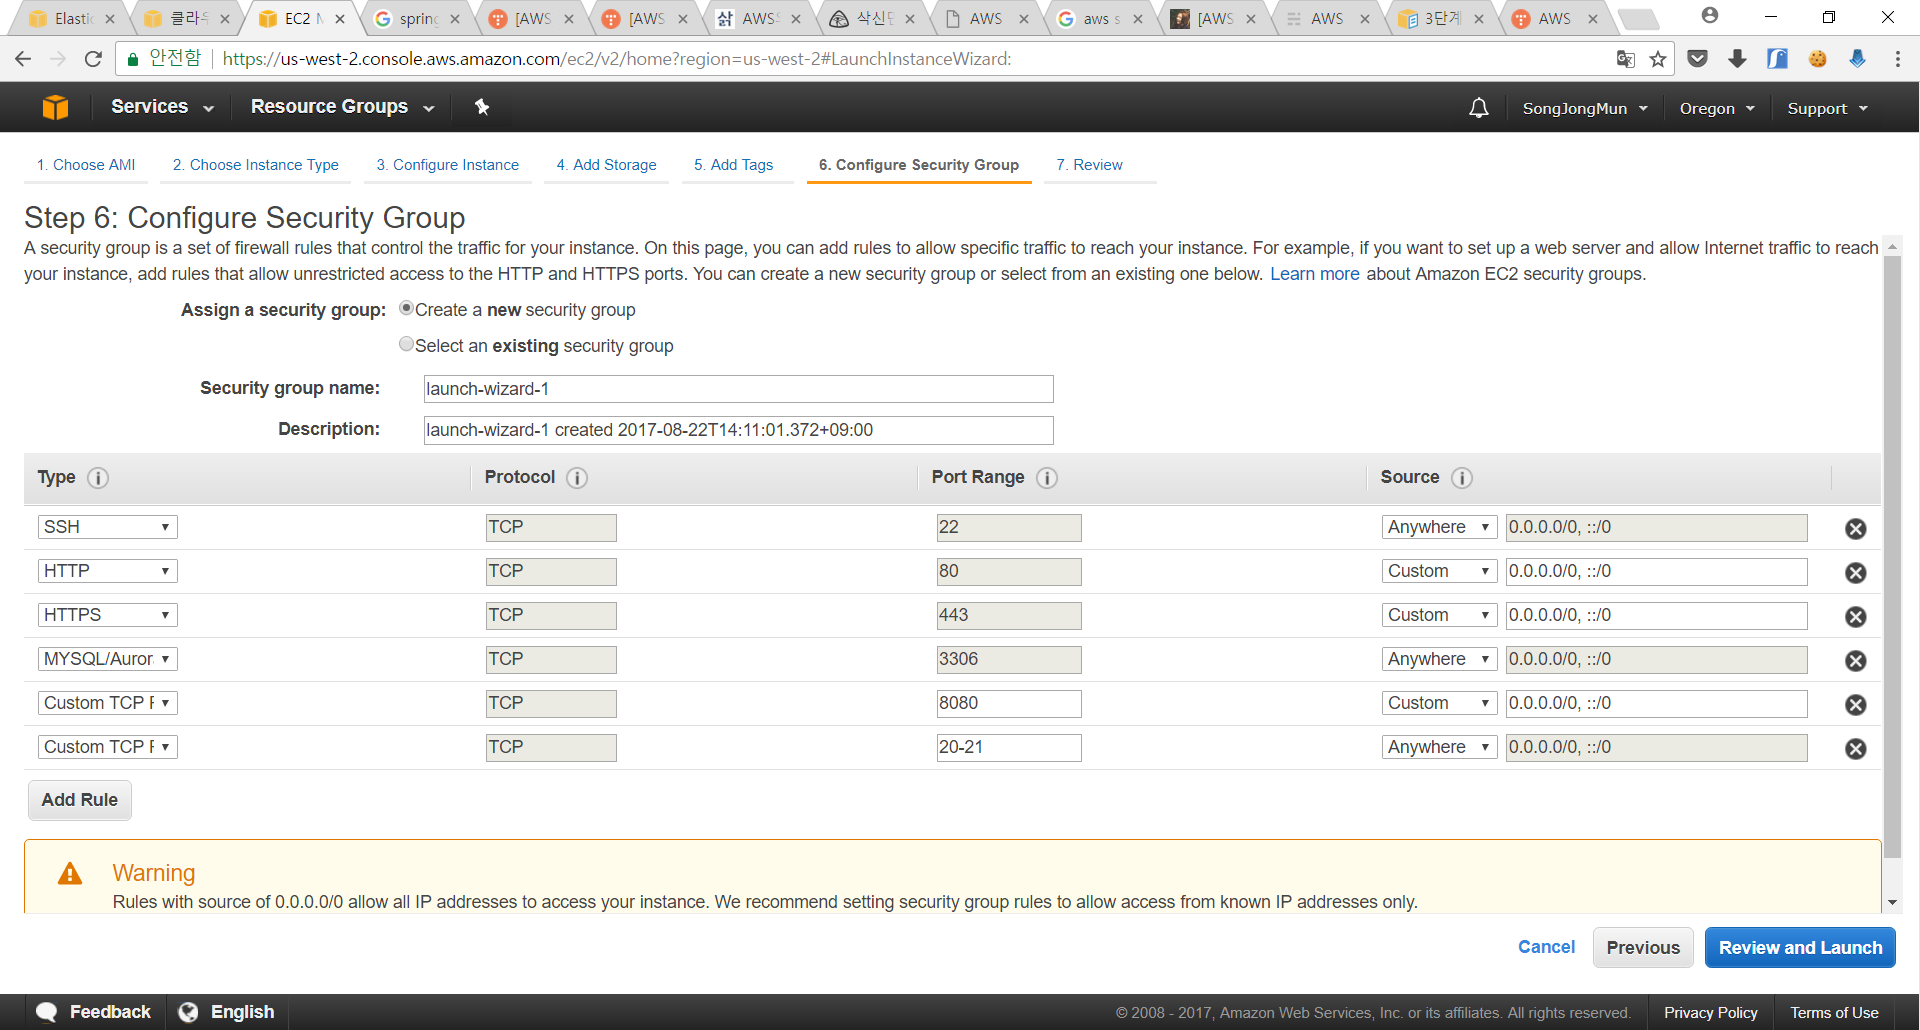 Elastic
클라우
EC2 M
spring
[AWS
[AWS
AWS
삭신
AWS
aws s
[AWS
AWS
3단계
AWS
안전함
https://us-west-2.console.aws.amazon.com/ec2/v2/home?region=us-west-2#LaunchInstanceWizard:
Services
Resource Groups
SongJongMun
Oregon
Support
1. Choose AMI
2. Choose Instance Type
3. Configure Instance
4. Add Storage
5. Add Tags
6. Configure Security Group
7. Review
Step 6: Configure Security Group
A security group is a set of firewall rules that control the traffic for your instance. On this page, you can add rules to allow specific traffic to reach your instance. For example, if you want to set up a web server and allow Internet traffic to reach
your instance, add rules that allow unrestricted access to the HTTP and HTTPS ports. You can create a new security group or select from an existing one below. Learn more about Amazon EC2 security groups.
Assign a security group:
Create a new security group
Select an existing security group
Security group name:
launch-wizard-1
Description:
launch-wizard-1 created 2017-08-22T14:11:01.372+09:00
Type
Protocol
Port Range
Source
SSH
TCP
22
Anywhere
0.0.0.0/0, ::/0
HTTP
TCP
80
Custom
0.0.0.0/0, ::/0
HTTPS
TCP
443
Custom
0.0.0.0/0, ::/0
MYSQL/Auror
TCP
3306
Anywhere
0.0.0.0/0, ::/0
Custom TCP F
TCP
8080
Custom
0.0.0.0/0, ::/0
Custom TCP F
TCP
20-21
Anywhere
0.0.0.0/0, ::/0
Add Rule
Warning
Rules with source of 0.0.0.0/0 allow all IP addresses to access your instance. We recommend setting security group rules to allow access from known IP addresses only.
Cancel
Previous
Review and Launch
Feedback
English
© 2008 - 2017, Amazon Web Services, Inc. or its affiliates. All rights reserved.
Privacy Policy
Terms of Use